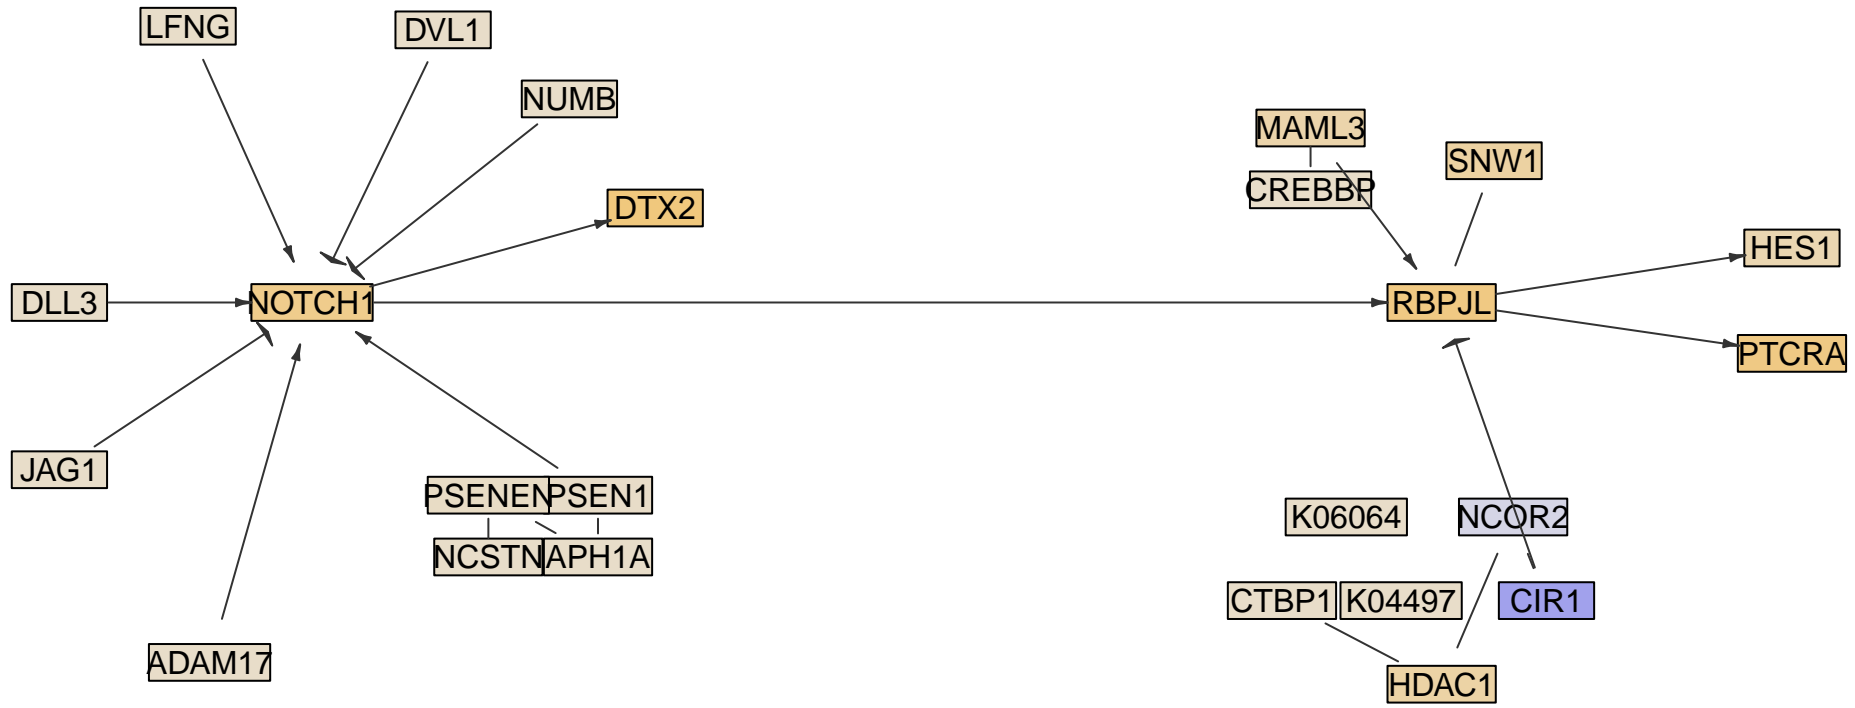 LFNG
DVL1
NUMB
MAML3
SNW1
CREBBP
DTX2
HES1
DLL3
NOTCH1
RBPJL
PTCRA
JAG1
PSENEN
PSEN1
K06064
NCOR2
NCSTN
APH1A
CTBP1
K04497
CIR1
ADAM17
HDAC1